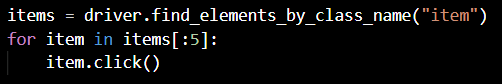 items = driver.find_elements_by_class_name("item")
for item in items[:5]:
    item.click()